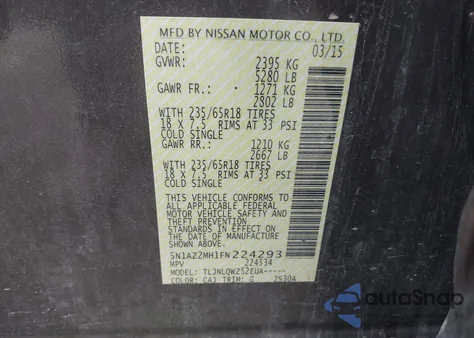 MFD BY NISSAN MOTOR CO., LTD.
DATE: 03/15
GVWR: 2395 KG
5280 LB
GAWR FR.: 1271 KG
2802 LB
WITH 235/65R18 TIRES
18 x 7.5 RIMS AT 33 PSI
COLD SINGLE
GAWR RR.: 1210 KG
2667 LB
WITH 235/65R18 TIRES
18 x 7.5 RIMS AT 33 PSI
COLD SINGLE
THIS VEHICLE CONFORMS TO
ALL APPLICABLE FEDERAL
MOTOR VEHICLE SAFETY AND
THEFT PREVENTION STANDARDS
IN EFFECT ON THE DATE OF
MANUFACTURE SHOWN ABOVE.
5N1AZ2MH1FN224293
MPV 224534
MODEL: TLJNLQWZ52EUA-----
COLOR: CAJ TRIM: G ZS30A
autoSnap